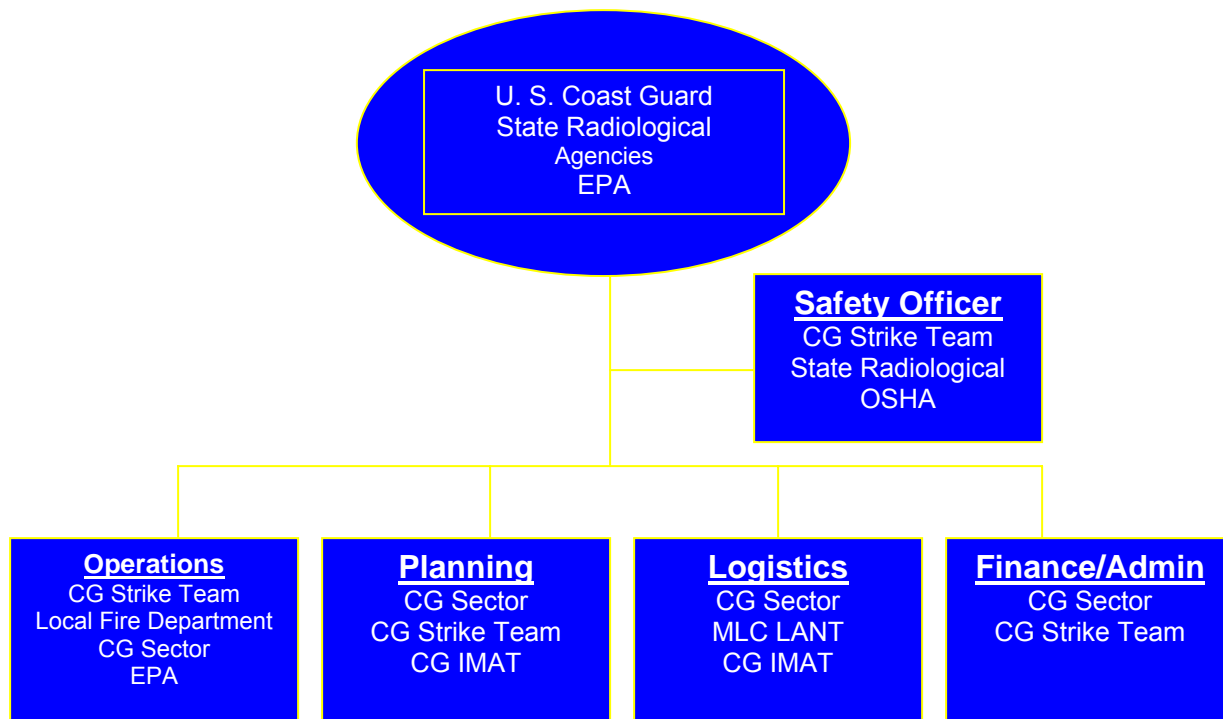 U. S. Coast Guard
State Radiological
Agencies
EPA
Safety Officer
CG Strike Team
State Radiological
OSHA
Operations
CG Strike Team
Local Fire Department
CG Sector
EPA
Planning
CG Sector
CG Strike Team
CG IMAT
Logistics
CG Sector
MLC LANT
CG IMAT
Finance/Admin
CG Sector
CG Strike Team